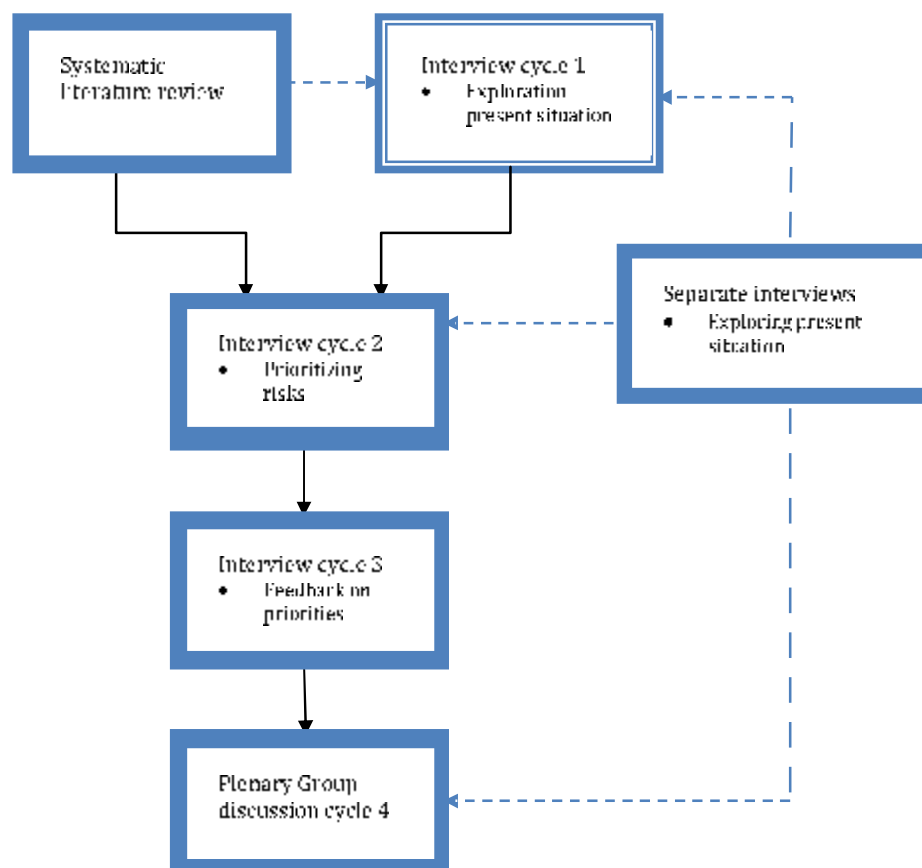 Systematic
literature review
Interview cycle 1
• Exploration
present situation
Separate interviews
• Exploring present
situation
Interview cycle 2
• Prioritizing
risks
Interview cycle 3
• Feedback on
priorities
Plenary Group
discussion cycle 4